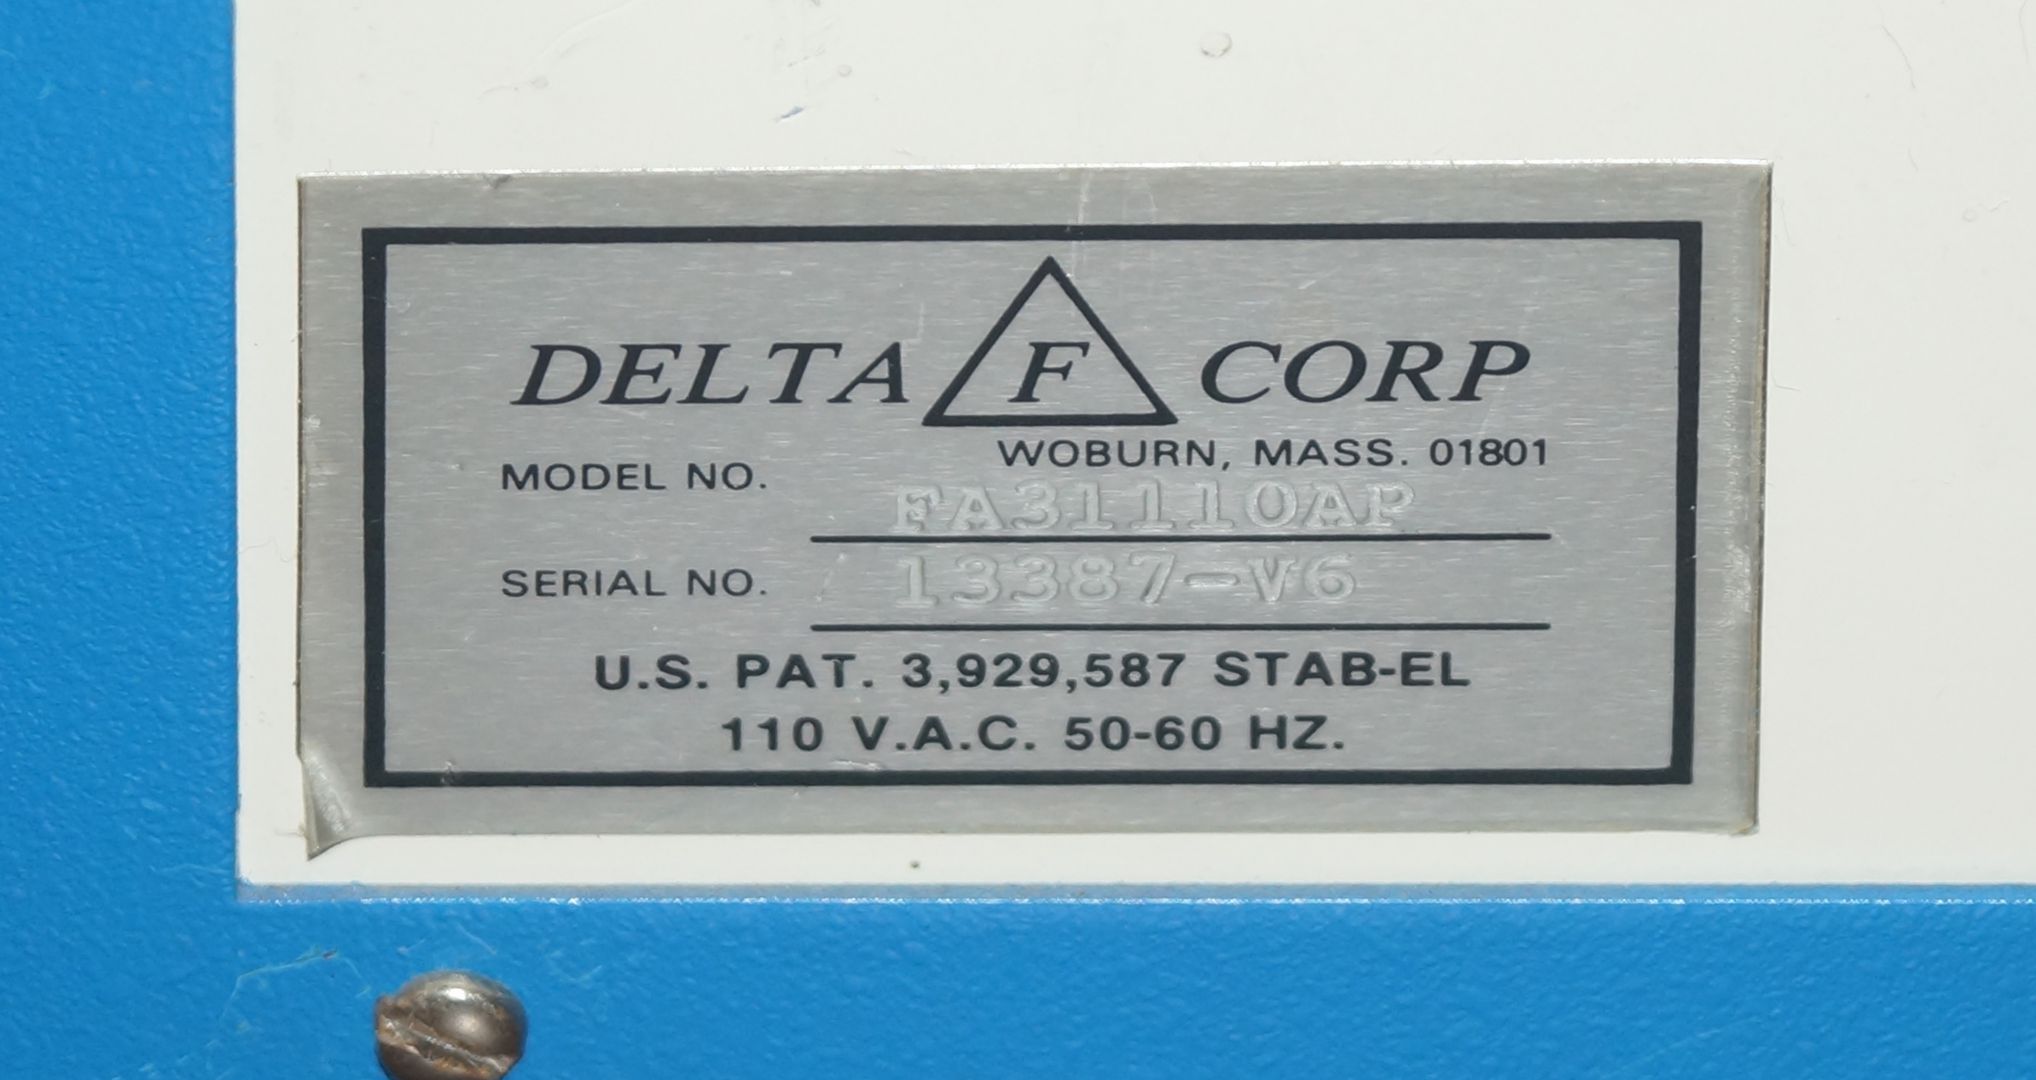 DELTA F CORP
WOBURN, MASS. 01801
MODEL NO. FA31110AP
SERIAL NO. 13387-V6
U.S. PAT. 3,929,587 STAB-EL
110 V.A.C. 50-60 HZ.